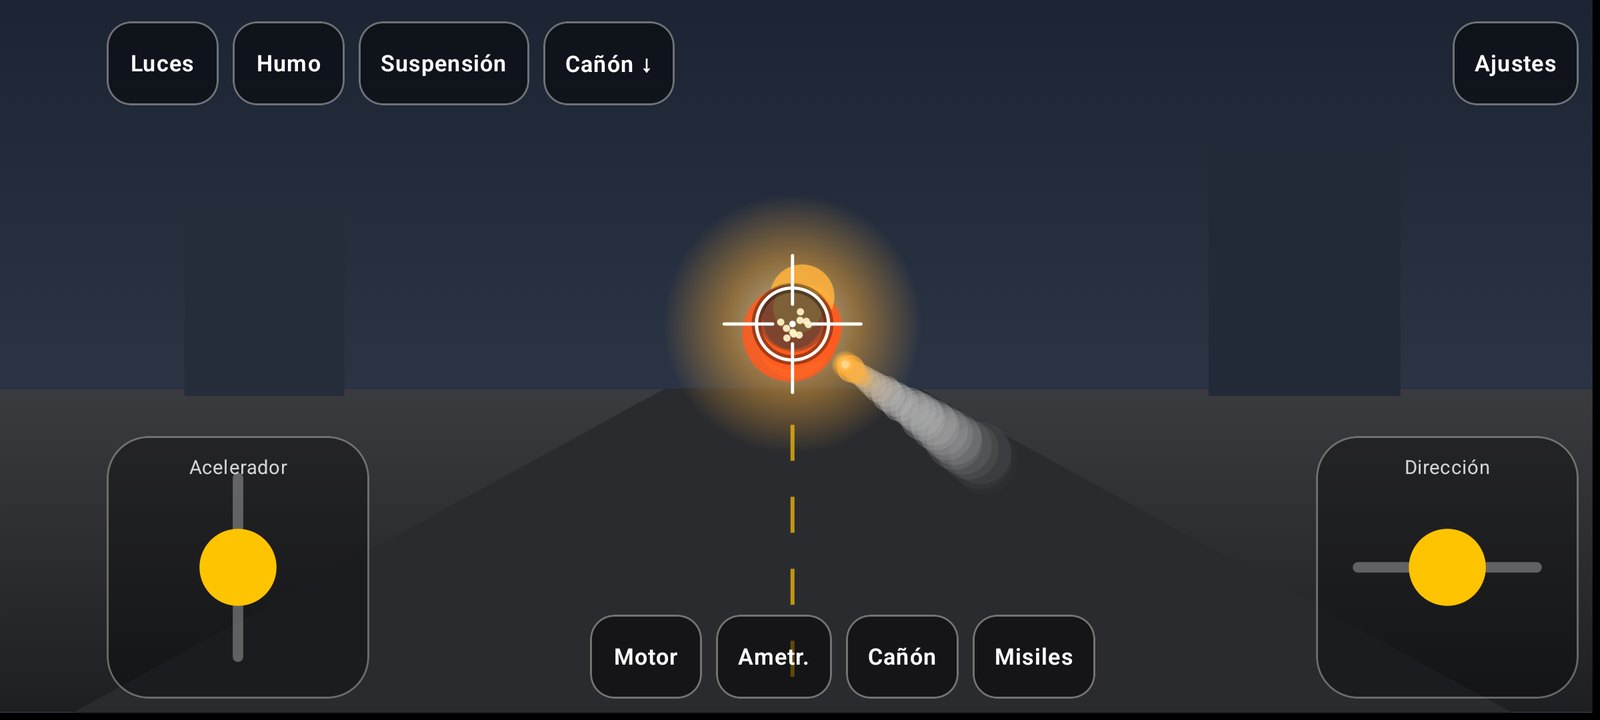 Luces
Humo
Suspensión
Cañón ↓
Ajustes
Acelerador
Dirección
Motor
Ametr.
Cañón
Misiles